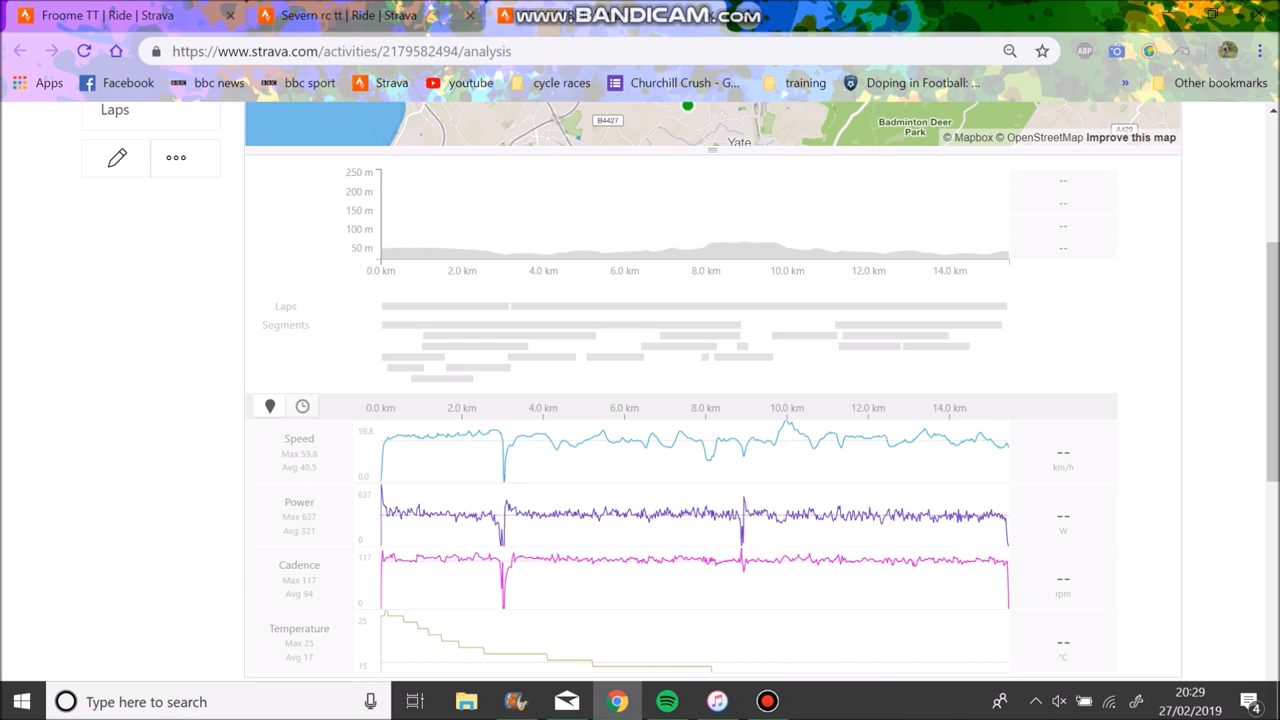 Froome TT | Ride | Strava
Severn rc tt | Ride | Strava
www.BANDICAM.com
https://www.strava.com/activities/2179582494/analysis
ABP
Apps
Facebook
bbc news
bbc sport
Strava
youtube
cycle races
Churchill Crush - G...
training
Doping in Football: ...
»
Other bookmarks
Laps
B4427
Badminton Deer
Park
Yate
© Mapbox © OpenStreetMap Improve this map
250 m
200 m
150 m
100 m
50 m
--
--
--
--
0.0 km 2.0 km 4.0 km 6.0 km 8.0 km 10.0 km 12.0 km 14.0 km
Laps
Segments
0.0 km 2.0 km 4.0 km 6.0 km 8.0 km 10.0 km 12.0 km 14.0 km
Speed
Max 59.8
Avg 40.5
59.8
0.0
--
km/h
Power
Max 637
Avg 321
637
0
--
W
Cadence
Max 117
Avg 94
117
0
--
rpm
Temperature
Max 25
Avg 17
25
15
--
°C
Type here to search
20:29
27/02/2019
4